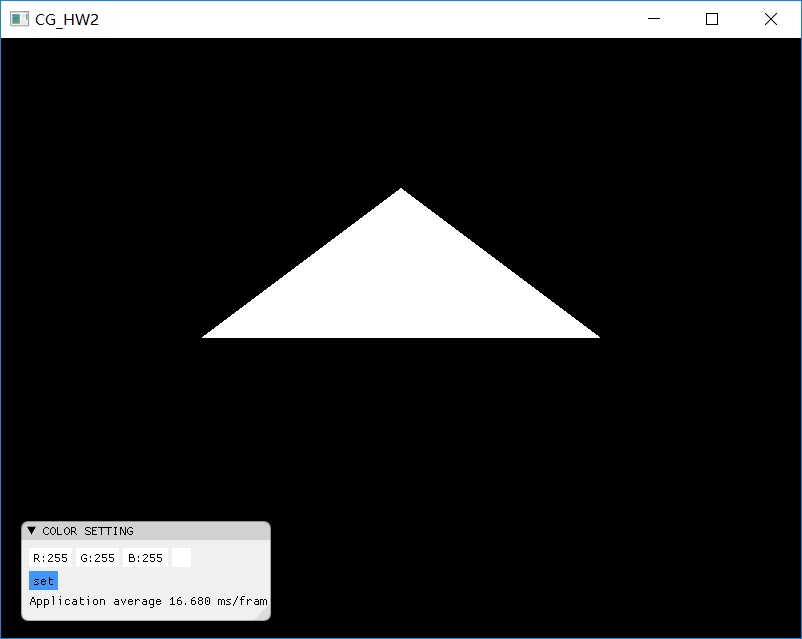 CG_HW2
COLOR SETTING
R:255 G:255 B:255
set
Application average 16.680 ms/fram